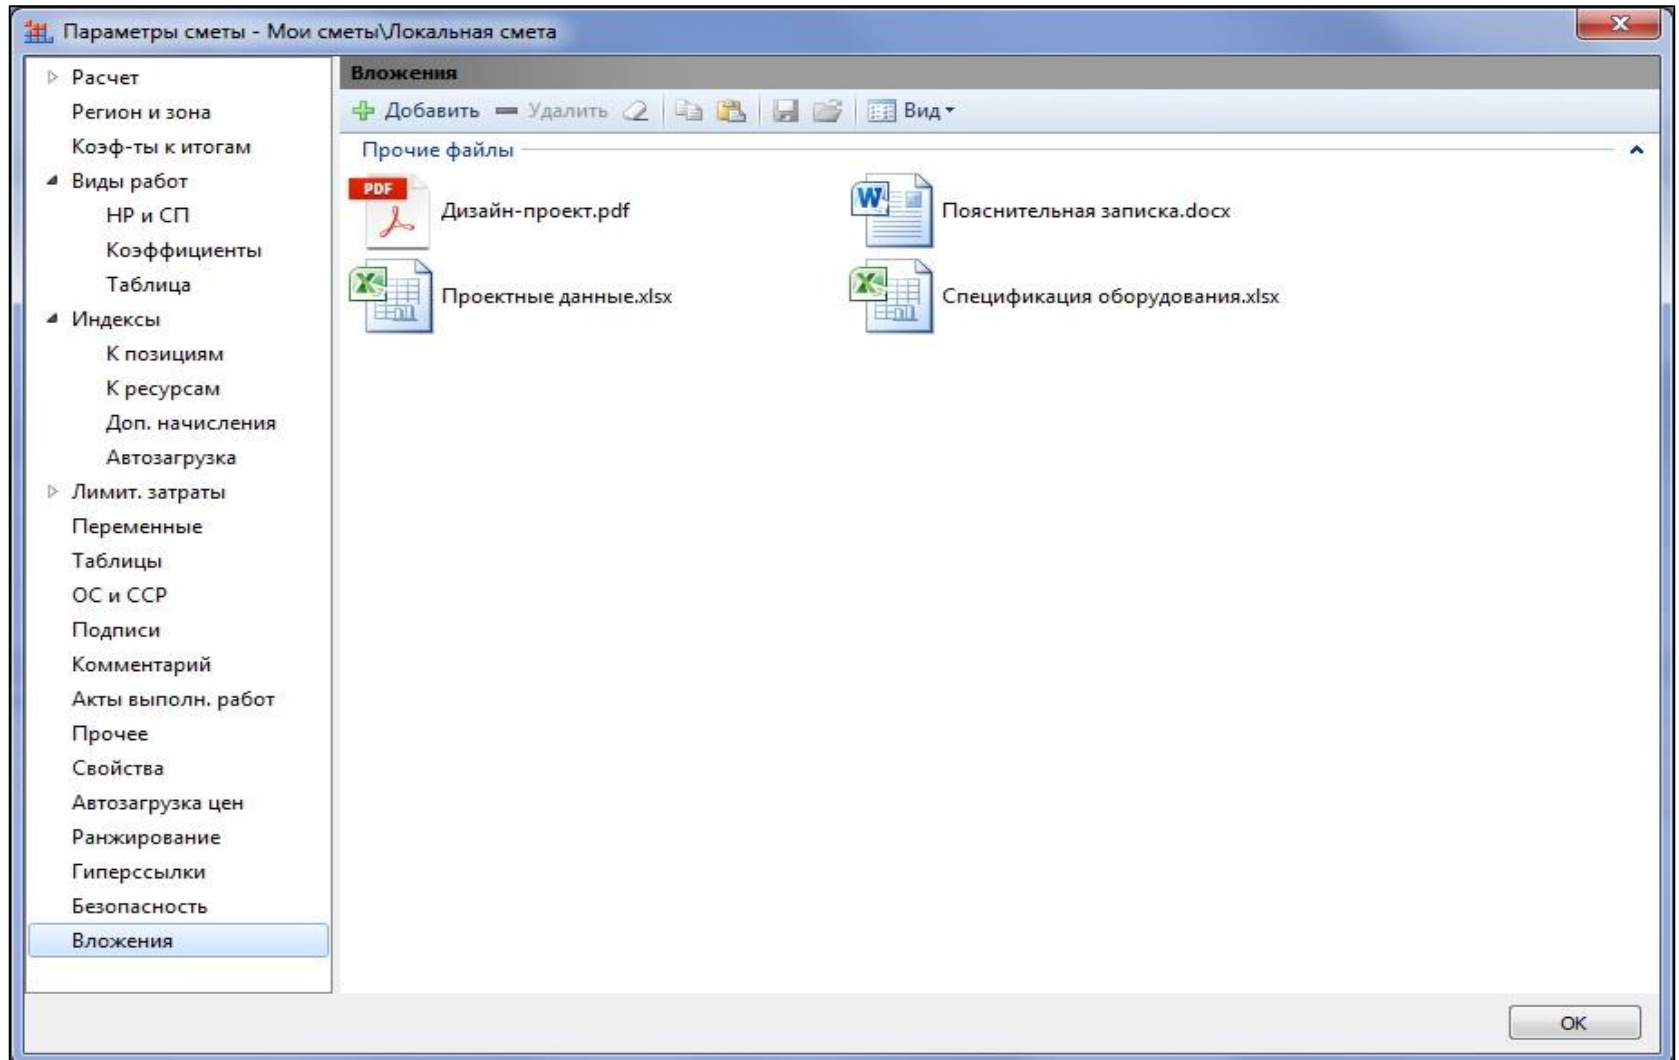 Параметры сметы - Мои сметы\Локальная смета
X
Расчет
Регион и зона
Коэф-ты к итогам
Виды работ
НР и СП
Коэффициенты
Таблица
Индексы
К позициям
К ресурсам
Доп. начисления
Автозагрузка
Лимит. затраты
Переменные
Таблицы
ОС и ССР
Подписи
Комментарий
Акты выполн. работ
Прочее
Свойства
Автозагрузка цен
Ранжирование
Гиперссылки
Безопасность
Вложения
Вложения
Добавить Удалить Вид
Прочие файлы
PDF
Дизайн-проект.pdf
W
Пояснительная записка.docx
X
Проектные данные.xlsx
X
Спецификация оборудования.xlsx
OK